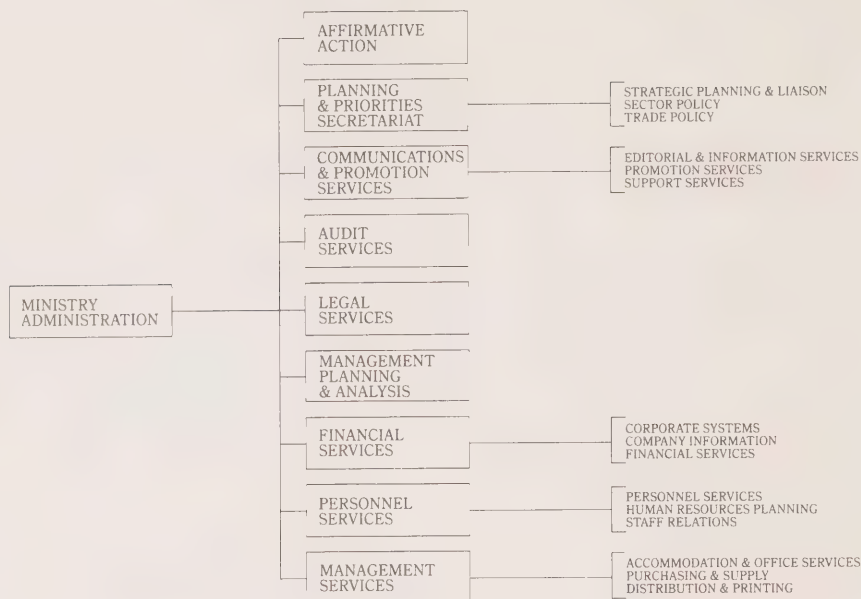 AFFIRMATIVE
ACTION
PLANNING
& PRIORITIES
SECRETARIAT
STRATEGIC PLANNING & LIAISON
SECTOR POLICY
TRADE POLICY
COMMUNICATIONS
& PROMOTION
SERVICES
EDITORIAL & INFORMATION SERVICES
PROMOTION SERVICES
SUPPORT SERVICES
AUDIT
SERVICES
MINISTRY
ADMINISTRATION
LEGAL
SERVICES
MANAGEMENT
PLANNING
& ANALYSIS
FINANCIAL
SERVICES
CORPORATE SYSTEMS
COMPANY INFORMATION
FINANCIAL SERVICES
PERSONNEL
SERVICES
PERSONNEL SERVICES
HUMAN RESOURCES PLANNING
STAFF RELATIONS
MANAGEMENT
SERVICES
ACCOMMODATION & OFFICE SERVICES
PURCHASING & SUPPLY
DISTRIBUTION & PRINTING